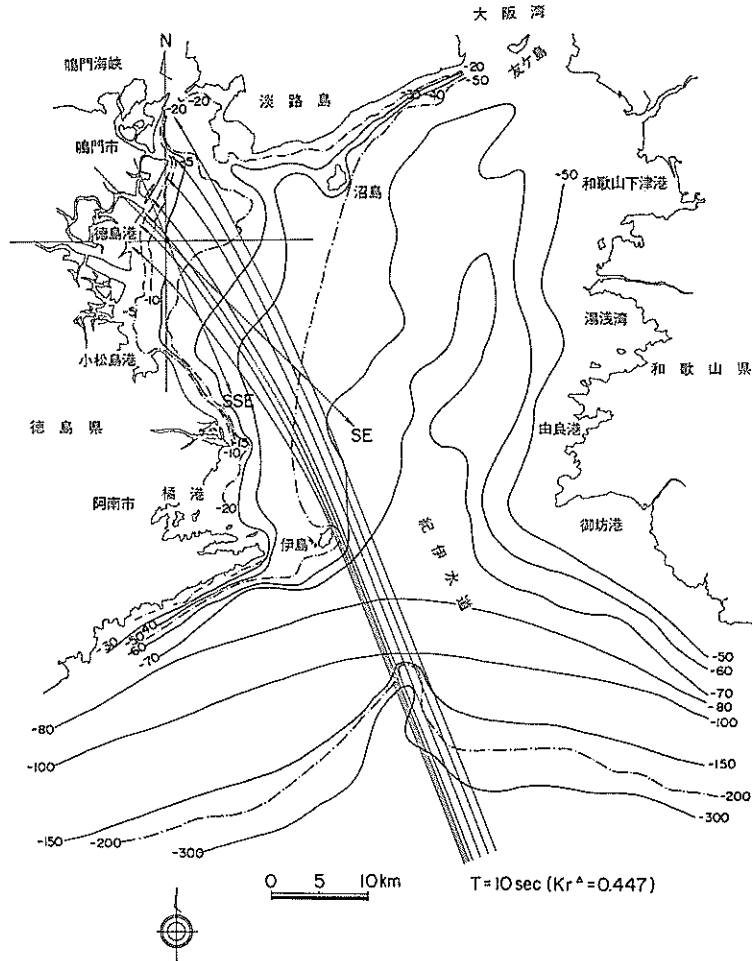 大阪湾
友ケ島
N
鳴門海峡
淡路島
-20
-50
-30
-40
-20
-20
鳴門市
-5
沼島
-50
和歌山下津港
徳島港
-10
-5
湯浅湾
小松島港
和歌山県
SSE
SE
徳島県
-15
-10
由良港
阿南市
橘港
-20
御坊港
伊島
紀伊水道
-30
-50
-40
-60
-70
-50
-60
-70
-80
-100
-80
-100
-150
-200
-300
-150
-200
-300
0 5 10km
T=10sec (Kr▵=0.447)